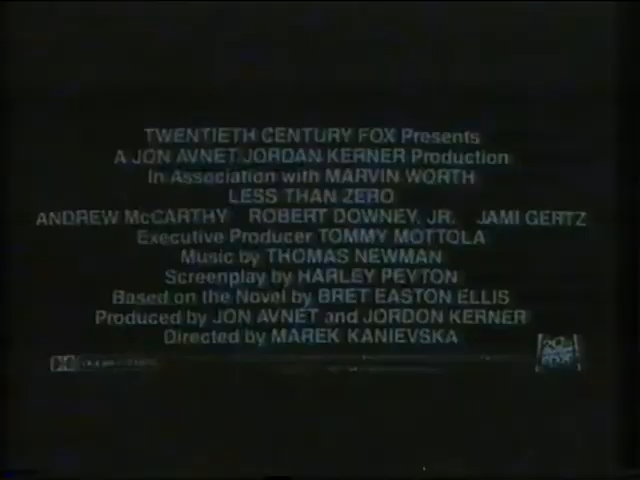 TWENTIETH CENTURY FOX Presents
A JON AVNET JORDAN KERNER Production
In Association with MARVIN WORTH
LESS THAN ZERO
ANDREW McCARTHY ROBERT DOWNEY, JR. JAMI GERTZ
Executive Producer TOMMY MOTTOLA
Music by THOMAS NEWMAN
Screenplay by HARLEY PEYTON
Based on the Novel by BRET EASTON ELLIS
Produced by JON AVNET and JORDON KERNER
Directed by MAREK KANIEVSKA